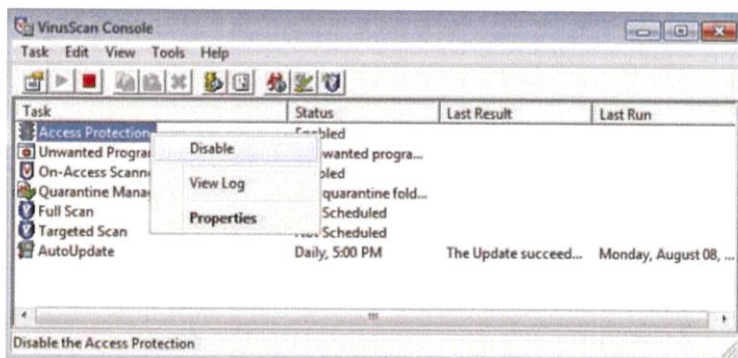 VirusScan Console
Task Edit View Tools Help
Task Status Last Result Last Run
Access Protection Enabled
Unwanted Progra wanted progra...
On-Access Scann bled
Quarantine Mana quarantine fold...
Full Scan Scheduled
Targeted Scan Not Scheduled
AutoUpdate Daily, 5:00 PM The Update succeed... Monday, August 08, ...
Disable
View Log
Properties
Disable the Access Protection